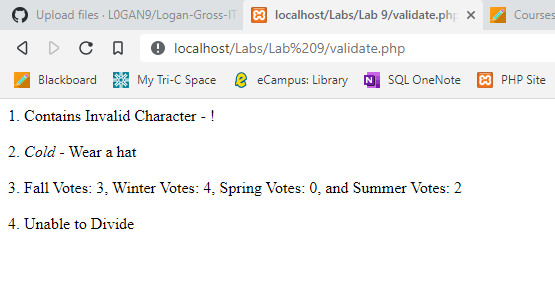 Upload files · L0GAN9/Logan-Gross-IT
localhost/Labs/Lab 9/validate.php
Courses
localhost/Labs/Lab%209/validate.php
Blackboard
My Tri-C Space
eCampus: Library
SQL OneNote
PHP Site
1. Contains Invalid Character - !
2. Cold - Wear a hat
3. Fall Votes: 3, Winter Votes: 4, Spring Votes: 0, and Summer Votes: 2
4. Unable to Divide